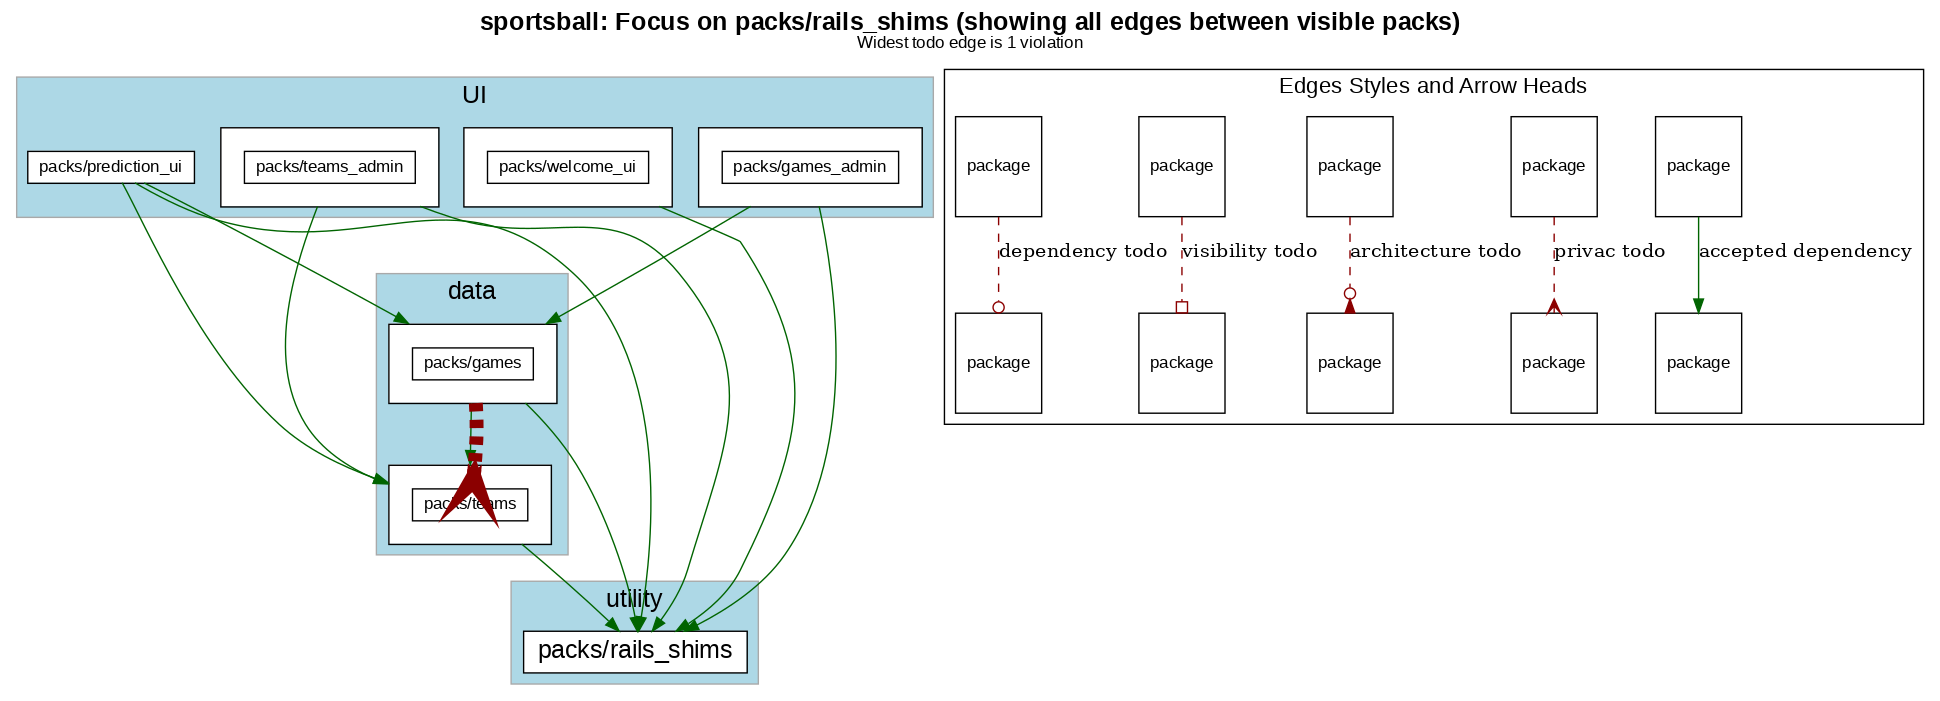 sportsball: Focus on packs/rails_shims (showing all edges between visible packs)
Widest todo edge is 1 violation
UI
packs/prediction_ui
packs/teams_admin
packs/welcome_ui
packs/games_admin
data
packs/games
packs/teams
utility
packs/rails_shims
Edges Styles and Arrow Heads
package
package
package
package
package
dependency todo
visibility todo
architecture todo
privac todo
accepted dependency
package
package
package
package
package